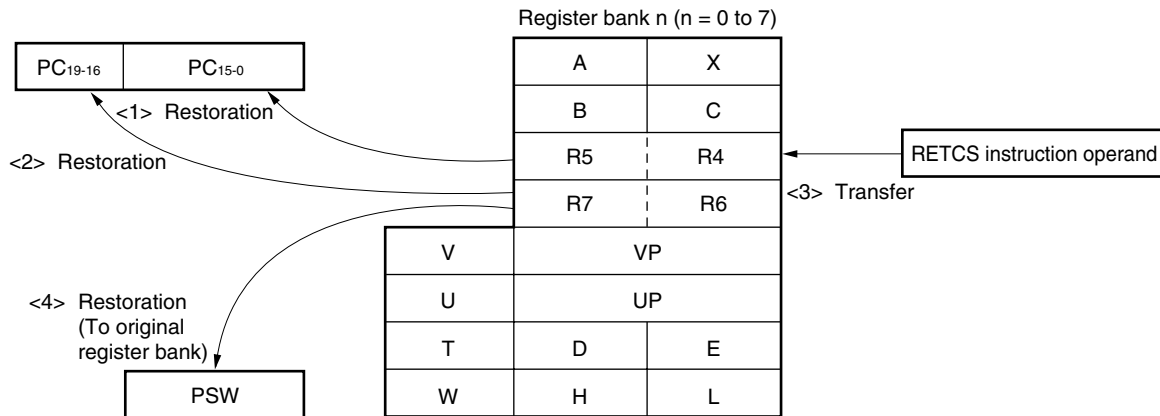 Register bank n (n = 0 to 7)
PC19-16 PC15-0
A X
<1> Restoration
B C
<2> Restoration
R5 R4
RETCS instruction operand
R7 R6
<3> Transfer
V VP
<4> Restoration
(To original
register bank)
U UP
T D E
PSW
W H L